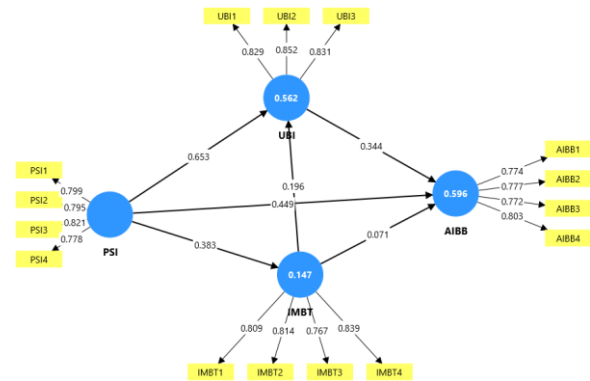 UBI1 UBI2 UBI3
0.829 0.852 0.831
0.562
UBI
0.653 0.344
AIBB1
0.774
PSI1
0.799
0.196
0.777
AIBB2
PSI2
0.795
0.449
0.596
0.772
AIBB3
PSI3
0.821
0.803
AIBB4
PSI4
0.778
AIBB
PSI
0.383 0.071
0.147
IMBT
0.809 0.814 0.767 0.839
IMBT1 IMBT2 IMBT3 IMBT4